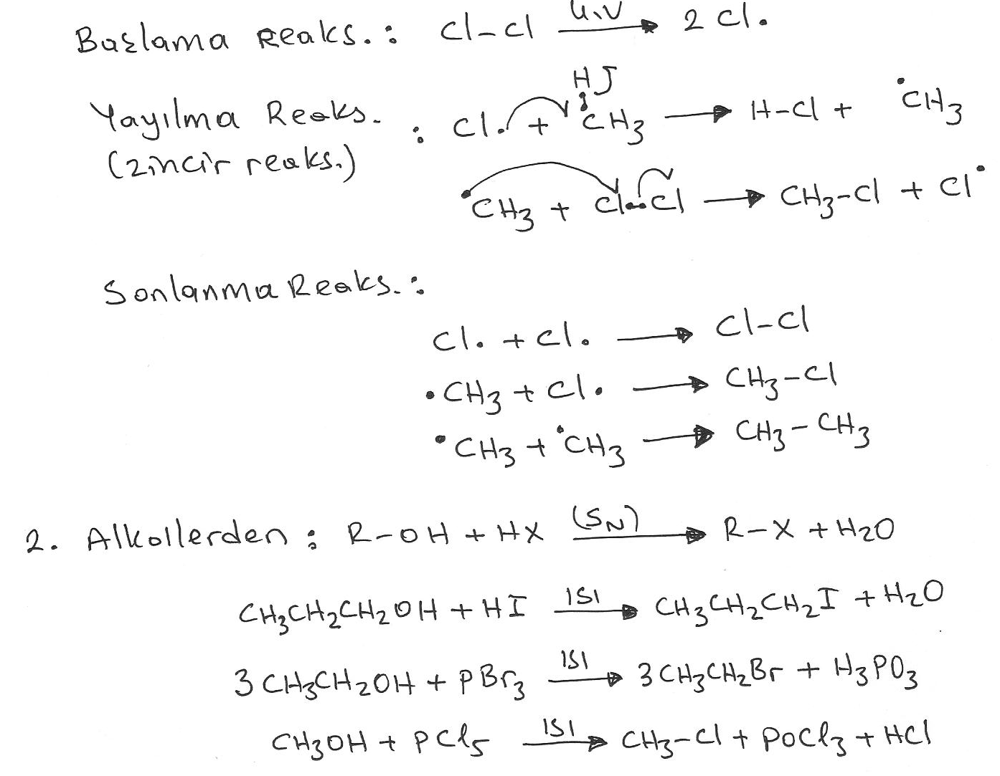 Başlama Reaks.: Cl-Cl U.V → 2 Cl.
Yayılma Reaks. : Cl. + H:CH3 → H-Cl + •CH3
(zincir reaks.)
•CH3 + Cl••Cl → CH3-Cl + Cl•
Sonlanma Reaks.:
Cl. + Cl. → Cl-Cl
•CH3 + Cl• → CH3-Cl
•CH3 + •CH3 → CH3-CH3
2. Alkollerden : R-OH + HX (SN) → R-X + H2O
CH3CH2CH2OH + HI ISI → CH3CH2CH2I + H2O
3 CH3CH2OH + PBr3 ISI → 3 CH3CH2Br + H3PO3
CH3OH + PCl5 ISI → CH3-Cl + POCl3 + HCl